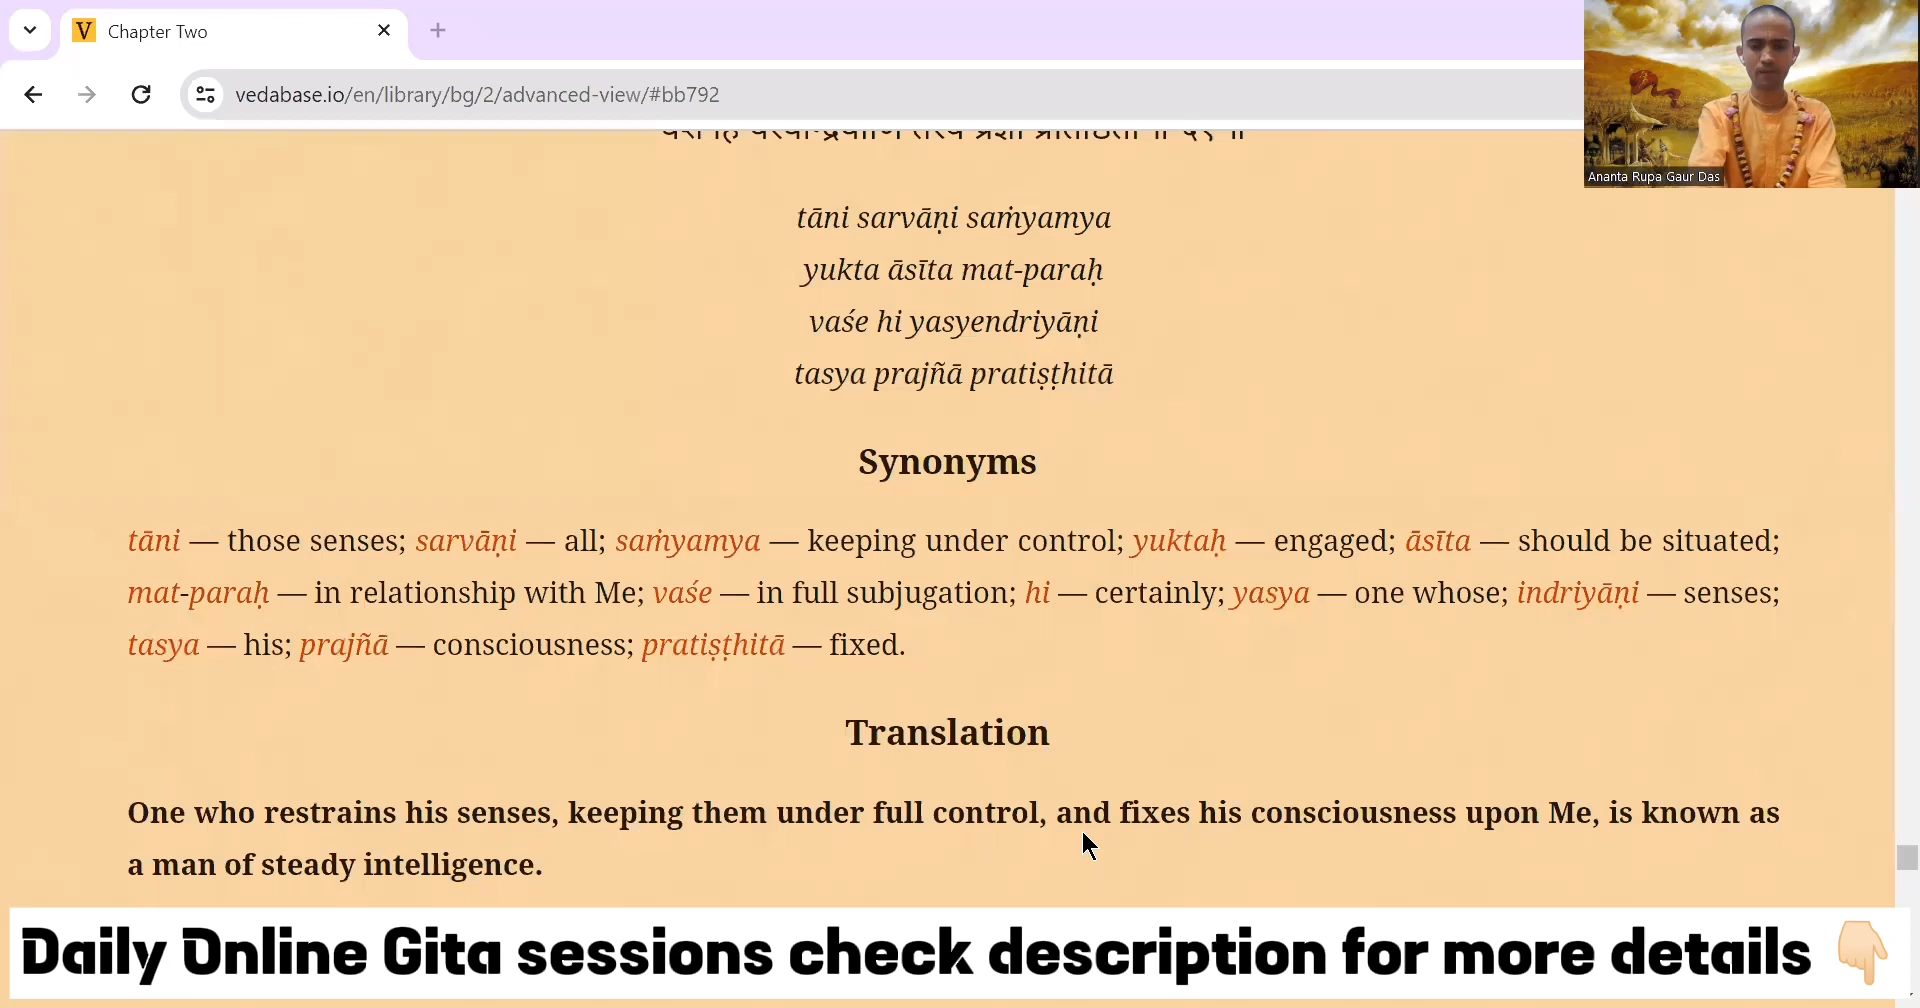 Chapter Two
vedabase.io/en/library/bg/2/advanced-view/#bb792
Ananta Rupa Gaur Das
tāni sarvāṇi saṁyamya
yukta āsīta mat-paraḥ
vaśe hi yasyendriyāṇi
tasya prajñā pratiṣṭhitā
Synonyms
tāni — those senses; sarvāṇi — all; saṁyamya — keeping under control; yuktaḥ — engaged; āsīta — should be situated;
mat-paraḥ — in relationship with Me; vaśe — in full subjugation; hi — certainly; yasya — one whose; indriyāṇi — senses;
tasya — his; prajñā — consciousness; pratiṣṭhitā — fixed.
Translation
One who restrains his senses, keeping them under full control, and fixes his consciousness upon Me, is known as
a man of steady intelligence.
Daily Online Gita sessions check description for more details